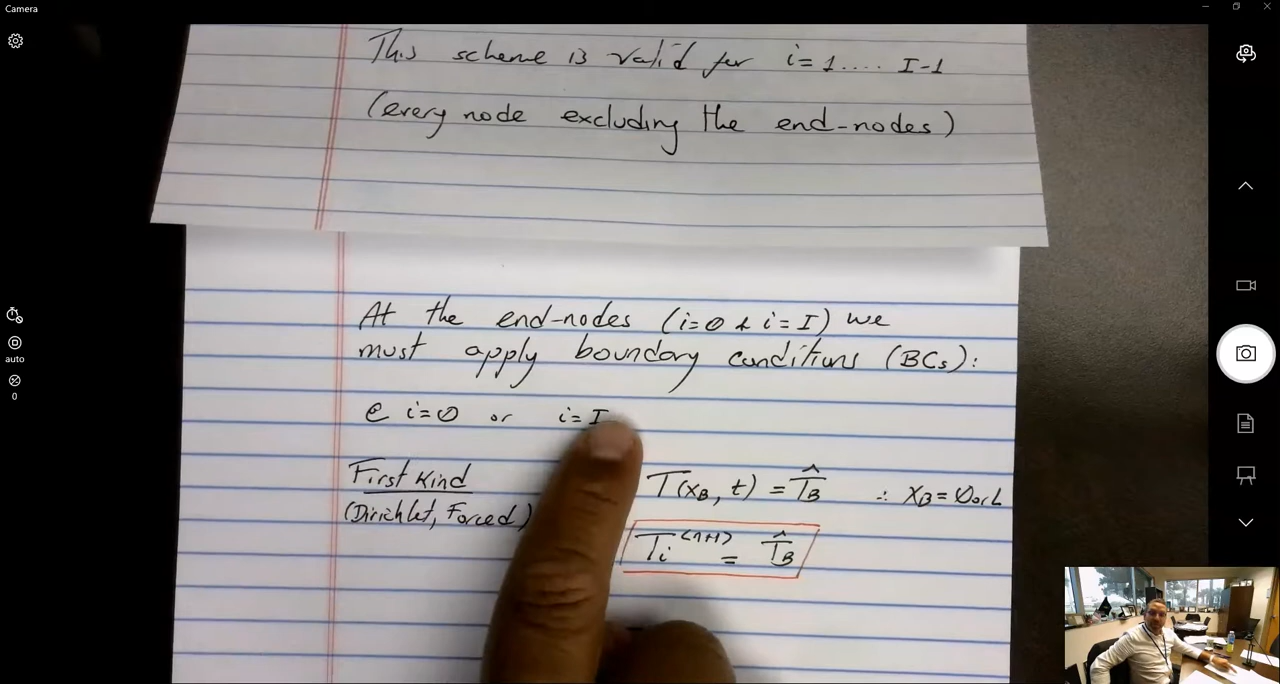 Camera
This scheme is valid for i=1.... I-1
(every node excluding the end-nodes)
At the end-nodes (i=0 & i=I) we
must apply boundary conditions (BCs):
@ i=0 or i=I
First Kind
(Dirichlet, Forced)
T(x_B, t) = T̂_B ∴ x_B = 0 or L
T_i^<n+1> = T̂_B
auto
0